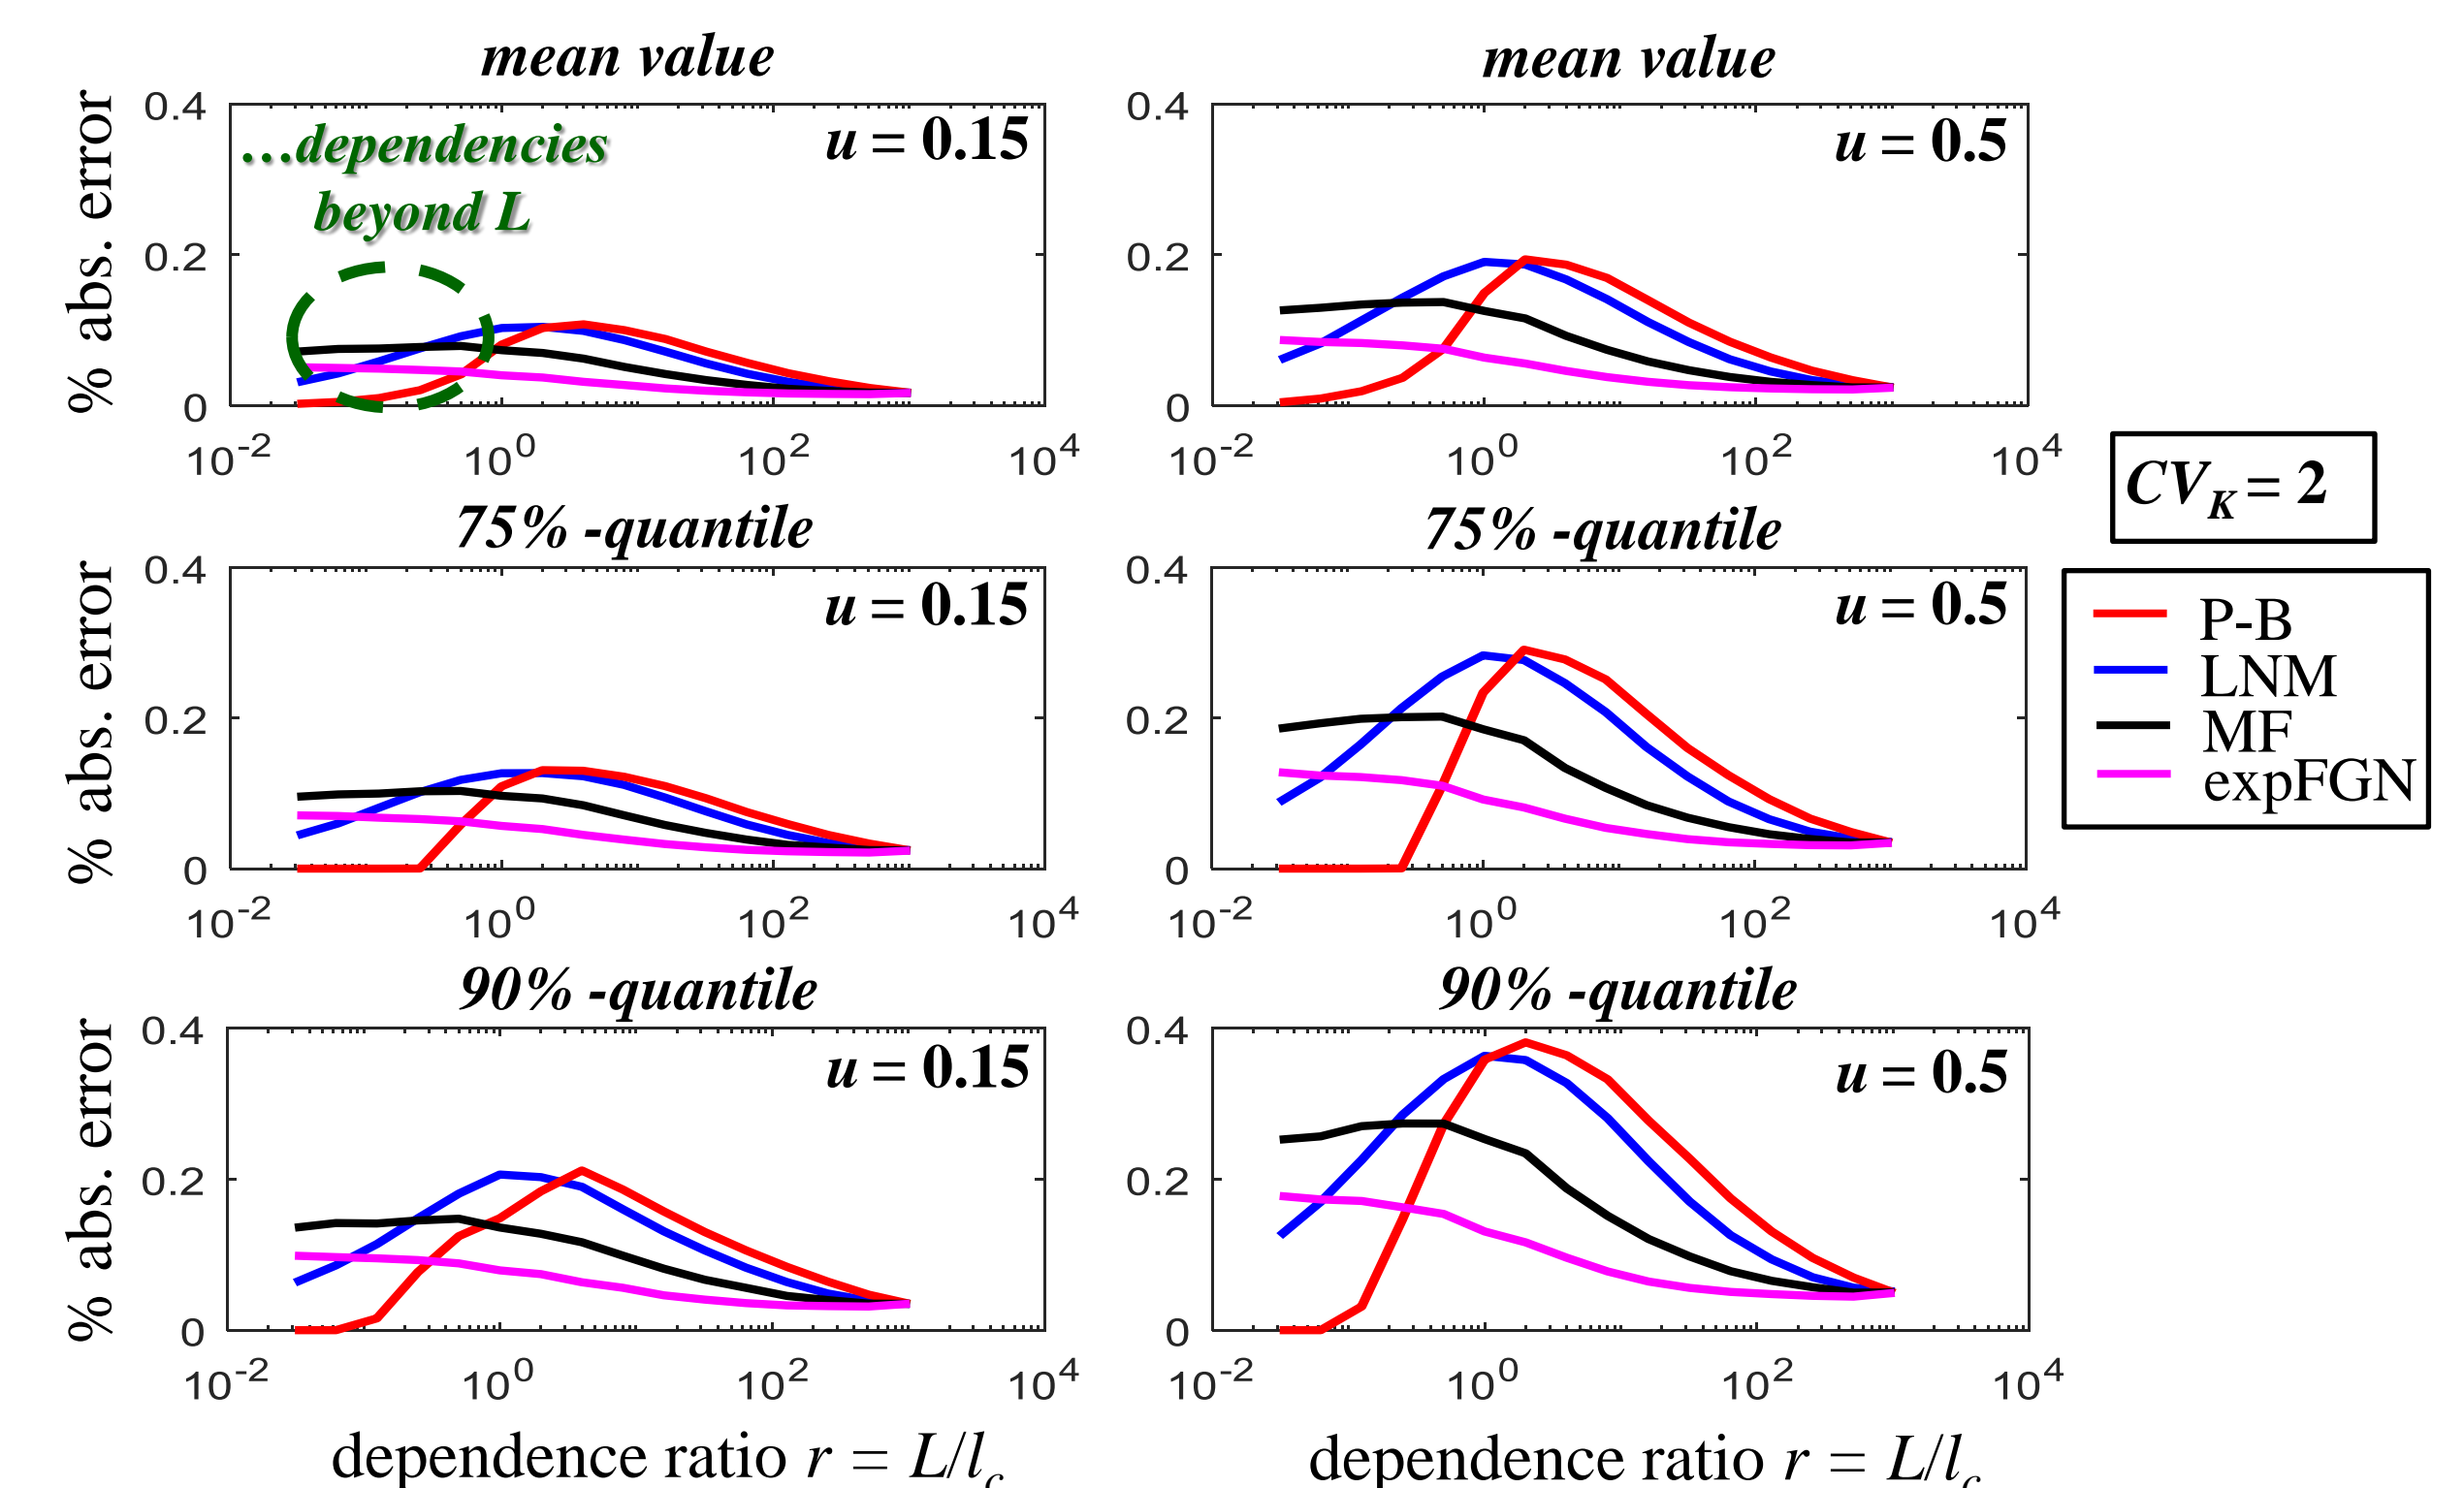 mean value
% abs. error
0.4
0.2
0
…dependencies
beyond L
u = 0.15
10^-2 10^0 10^2 10^4
mean value
0.4
0.2
0
u = 0.5
10^-2 10^0 10^2 10^4
75% -quantile
% abs. error
0.4
0.2
0
u = 0.15
10^-2 10^0 10^2 10^4
75% -quantile
0.4
0.2
0
u = 0.5
10^-2 10^0 10^2 10^4
90% -quantile
% abs. error
0.4
0.2
0
u = 0.15
10^-2 10^0 10^2 10^4
dependence ratio r = L/l_c
90% -quantile
0.4
0.2
0
u = 0.5
10^-2 10^0 10^2 10^4
dependence ratio r = L/l_c
CV_K = 2
P-B
LNM
MF
expFGN